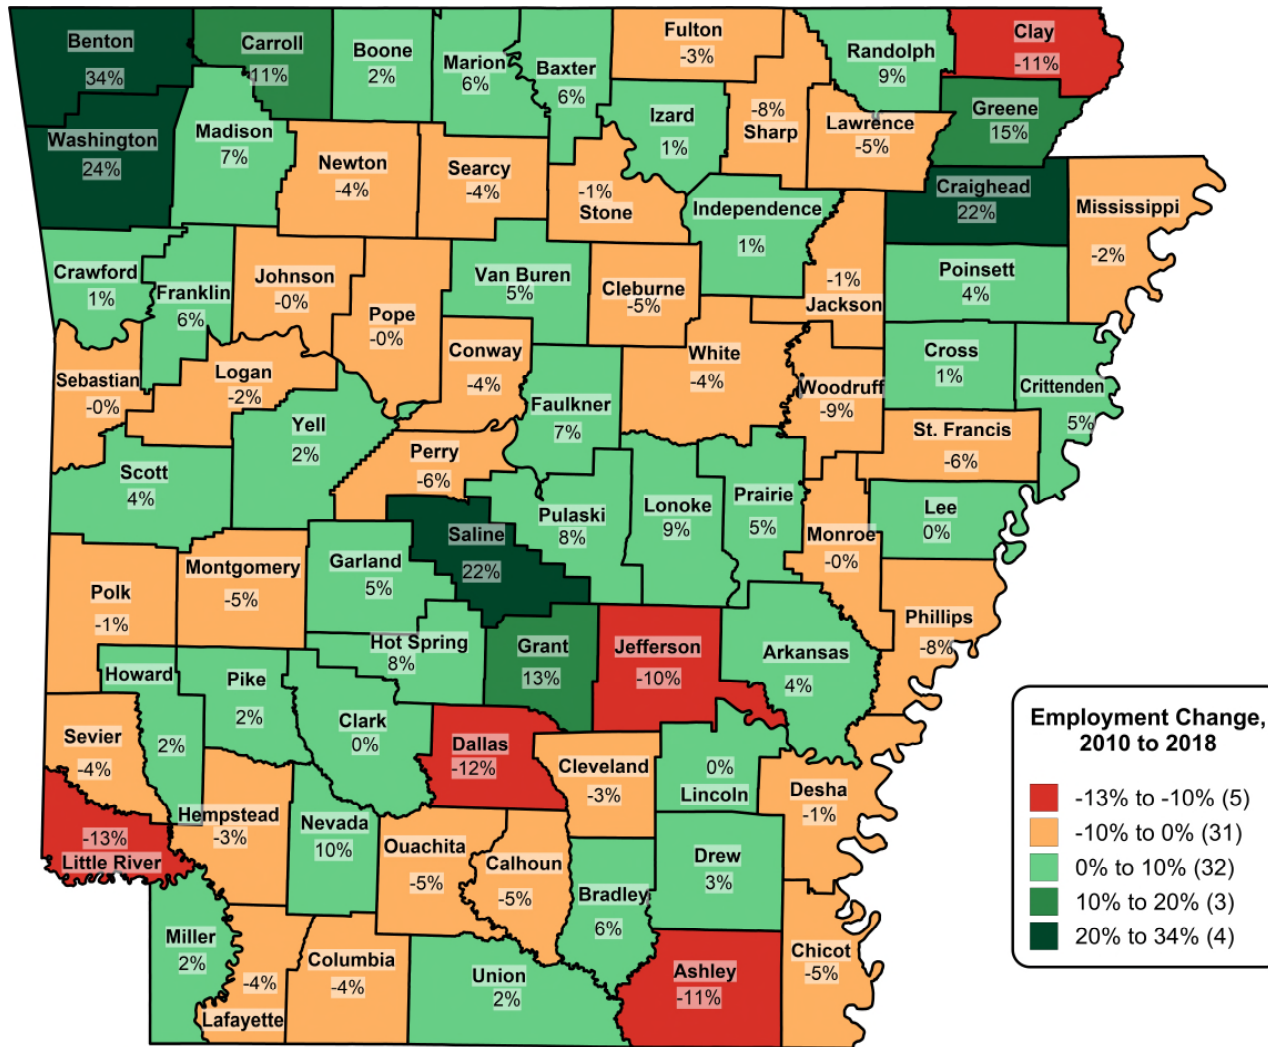 Benton
34%
Carroll
11%
Boone
2%
Marion
6%
Baxter
6%
Fulton
-3%
Randolph
9%
Clay
-11%
Washington
24%
Madison
7%
Newton
-4%
Searcy
-4%
-1%
Stone
Izard
1%
-8%
Sharp
Lawrence
-5%
Greene
15%
Craighead
22%
Mississippi
-2%
Independence
1%
Crawford
1%
Franklin
6%
Johnson
-0%
Pope
-0%
Van Buren
5%
Cleburne
-5%
-1%
Jackson
Poinsett
4%
Sebastian
-0%
Logan
-2%
Conway
-4%
White
-4%
Woodruff
-9%
Cross
1%
Crittenden
5%
Yell
2%
Faulkner
7%
St. Francis
-6%
Scott
4%
Perry
-6%
Saline
22%
Pulaski
8%
Lonoke
9%
Prairie
5%
Monroe
-0%
Lee
0%
Polk
-1%
Montgomery
-5%
Garland
5%
Hot Spring
8%
Grant
13%
Jefferson
-10%
Arkansas
4%
Phillips
-8%
Howard
2%
Pike
2%
Clark
0%
Dallas
-12%
Cleveland
-3%
0%
Lincoln
Desha
-1%
Sevier
-4%
-13%
Little River
Hempstead
-3%
Nevada
10%
Ouachita
-5%
Calhoun
-5%
Bradley
6%
Drew
3%
Miller
2%
-4%
Lafayette
Columbia
-4%
Union
2%
Ashley
-11%
Chicot
-5%
Employment Change,
2010 to 2018
-13% to -10% (5)
-10% to 0% (31)
0% to 10% (32)
10% to 20% (3)
20% to 34% (4)